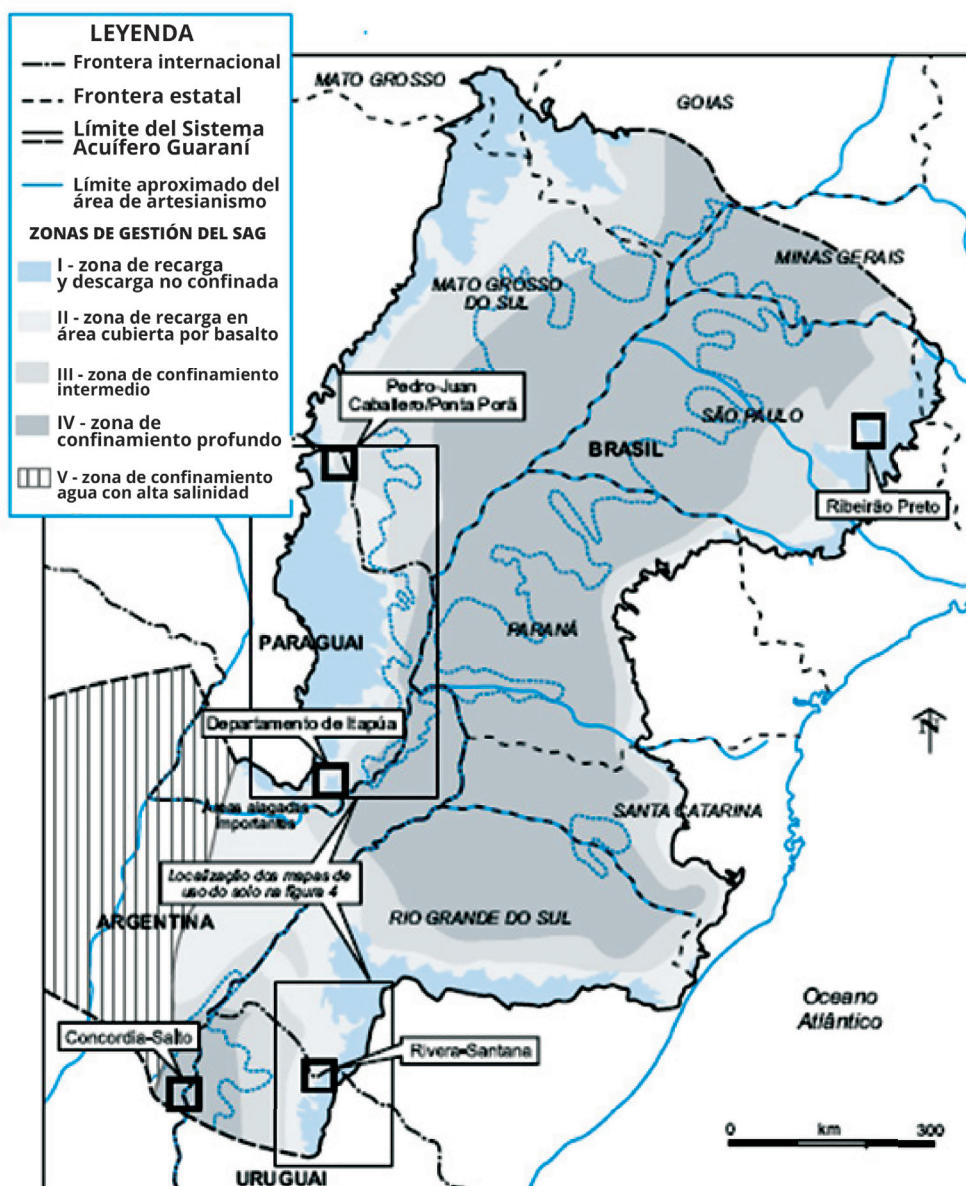 LEYENDA
Frontera internacional
Frontera estatal
Límite del Sistema
Acuífero Guaraní
Límite aproximado del
área de artesianismo
ZONAS DE GESTIÓN DEL SAG
I - zona de recarga
y descarga no confinada
II - zona de recarga en
área cubierta por basalto
III - zona de confinamiento
intermedio
IV - zona de
confinamiento profundo
V - zona de confinamiento
agua con alta salinidad
MATO GROSSO
GOIAS
MINAS GERAIS
MATO GROSSO
DO SUL
Pedro-Juan
Caballero/Ponta Porã
SÃO PAULO
BRASIL
Ribeirão Preto
PARANÁ
PARAGUAI
Departamento de Itapúa
Áreas alagadas
importantes
SANTA CATARINA
Localização dos mapas de
uso do solo na figura 4
ARGENTINA
RIO GRANDE DO SUL
Oceano
Atlântico
Concordia-Salto
Rivera-Santana
N
0 km 300
URUGUAI